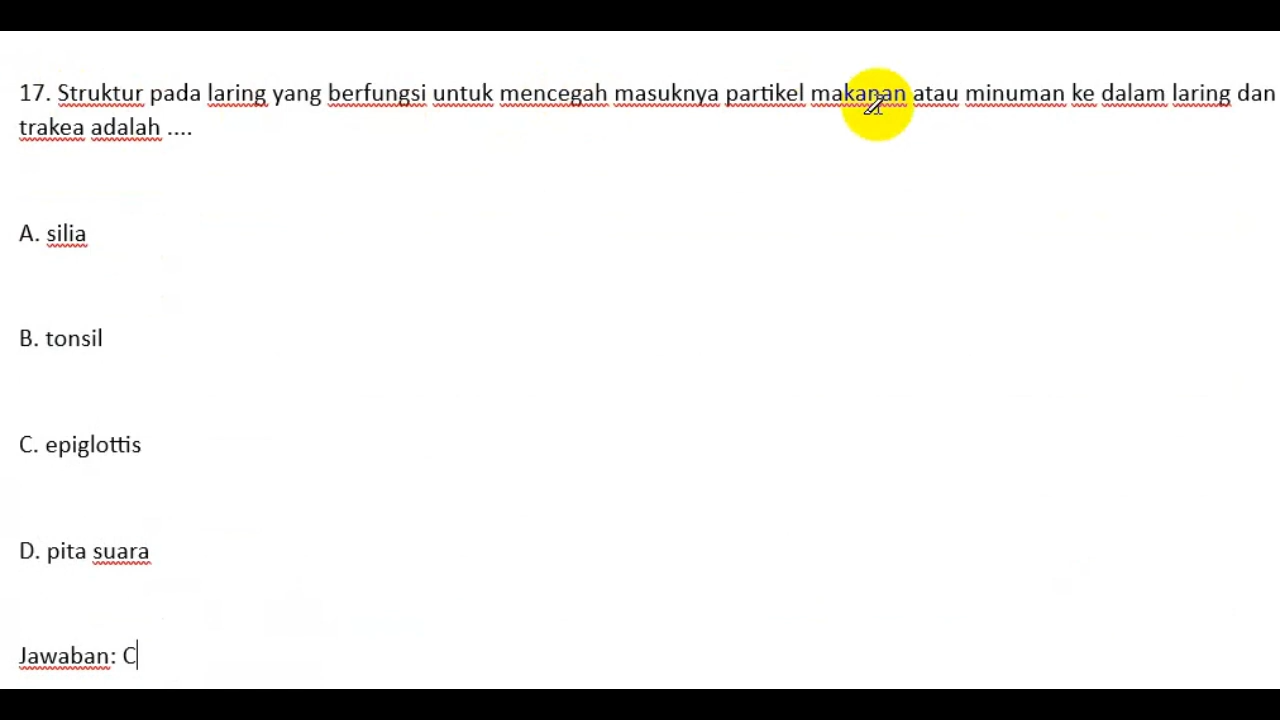 17. Struktur pada laring yang berfungsi untuk mencegah masuknya partikel makanan atau minuman ke dalam laring dan
trakea adalah ....
A. silia
B. tonsil
C. epiglottis
D. pita suara
Jawaban: C